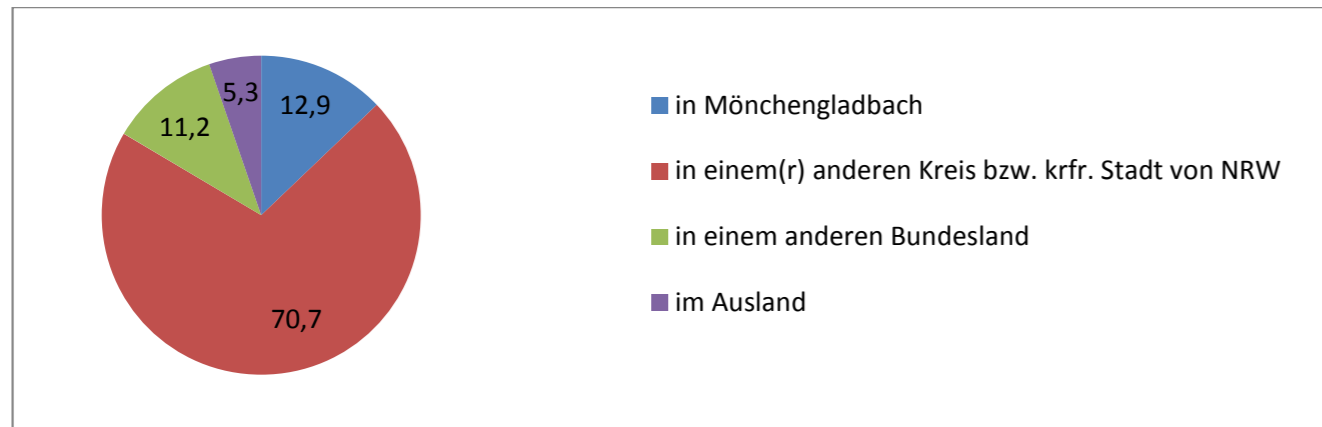 5,3
12,9
11,2
70,7
in Mönchengladbach
in einem(r) anderen Kreis bzw. krfr. Stadt von NRW
in einem anderen Bundesland
im Ausland